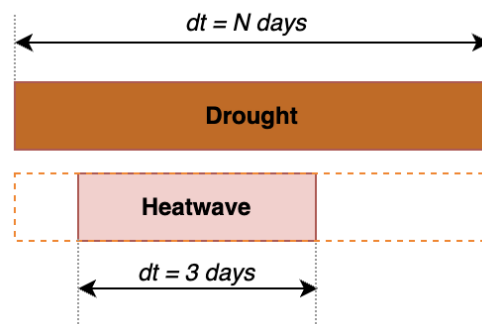 dt = N days
Drought
Heatwave
dt = 3 days